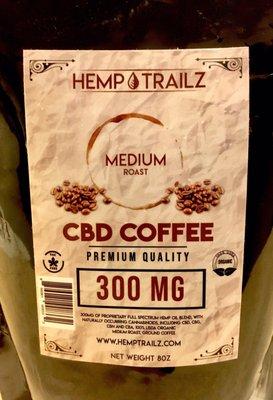 HEMP TRAILZ
MEDIUM
ROAST
CBD COFFEE
PREMIUM QUALITY
300 MG
ORGANIC
300MG OF PROPRIETARY FULL SPECTRUM HEMP OIL BLEND, WITH
NATURALLY OCCURRING CANNABINOIDS, INCLUDING CBD, CBG,
CBN AND CBA, 100% USDA ORGANIC
MEDIUM ROAST, GROUND COFFEE.
WWW.HEMPTRAILZ.COM
NET WEIGHT 8OZ